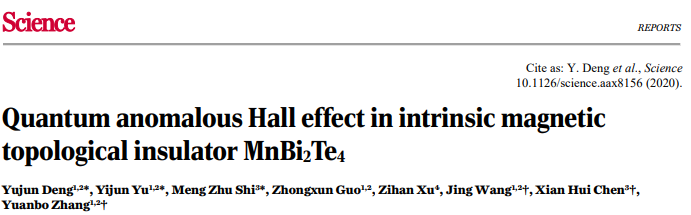 Science
REPORTS
Cite as: Y. Deng et al., Science
10.1126/science.aax8156 (2020).
Quantum anomalous Hall effect in intrinsic magnetic
topological insulator MnBi₂Te₄
Yujun Deng¹,²*, Yijun Yu¹,²*, Meng Zhu Shi³*, Zhongxun Guo¹,², Zihan Xu⁴, Jing Wang¹,²†, Xian Hui Chen³†,
Yuanbo Zhang¹,²†